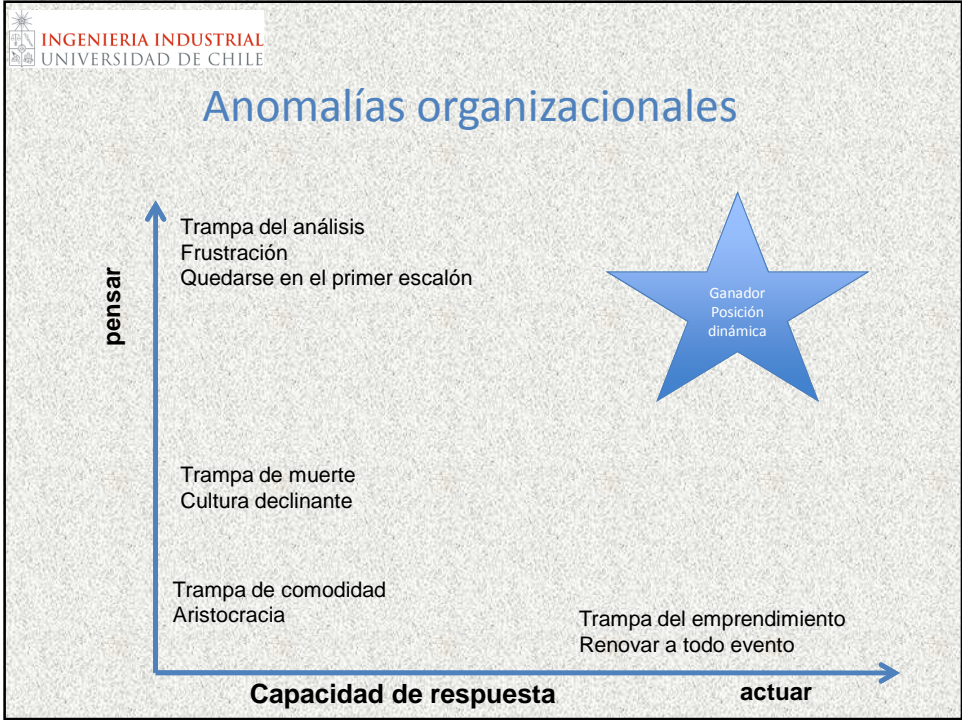 INGENIERIA INDUSTRIAL
UNIVERSIDAD DE CHILE
Anomalías organizacionales
pensar
Trampa del análisis
Frustración
Quedarse en el primer escalón
Ganador
Posición
dinámica
Trampa de muerte
Cultura declinante
Trampa de comodidad
Aristocracia
Trampa del emprendimiento
Renovar a todo evento
Capacidad de respuesta
actuar